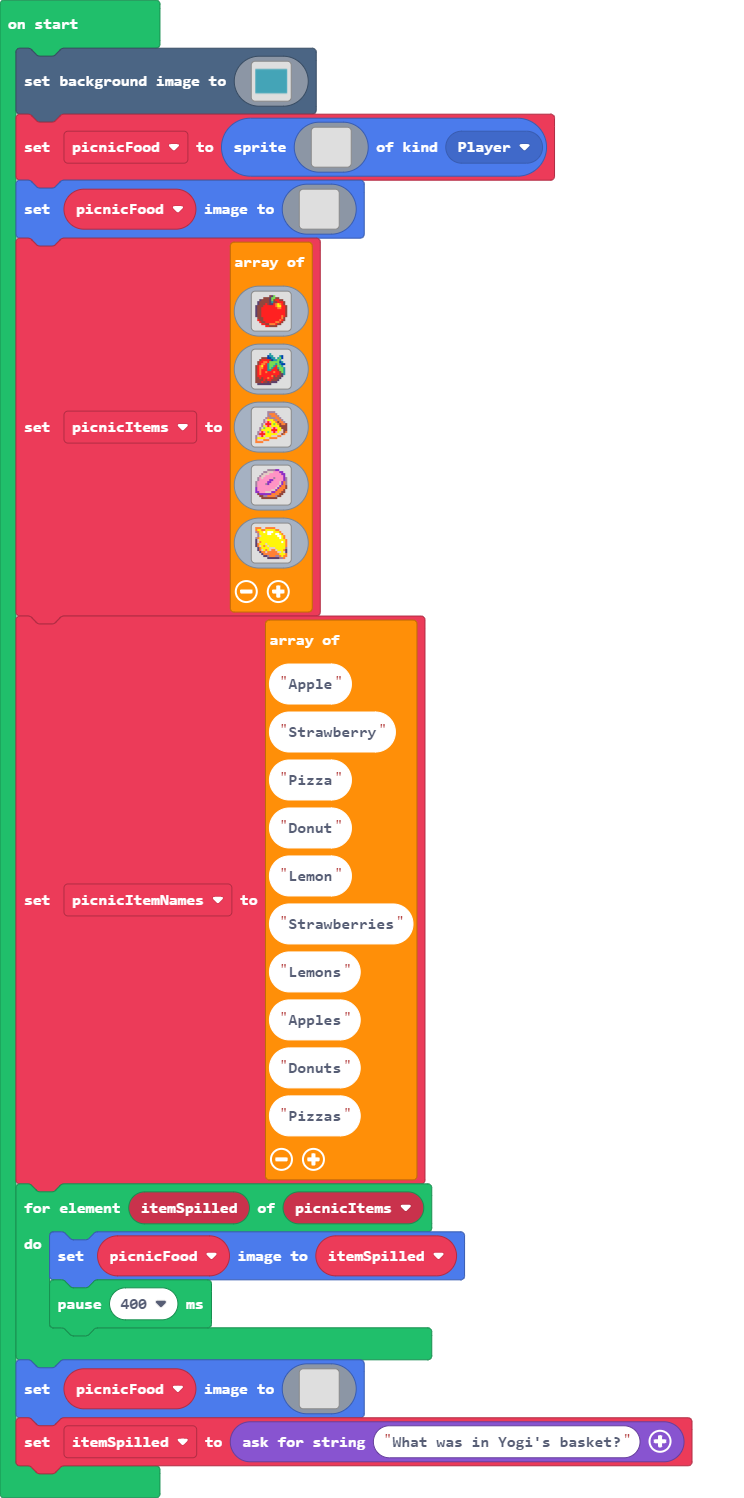 on start
set background image to
set picnicFood to sprite of kind Player
set picnicFood image to
array of
set picnicItems to
array of
"Apple"
"Strawberry"
"Pizza"
"Donut"
"Lemon"
set picnicItemNames to
"Strawberries"
"Lemons"
"Apples"
"Donuts"
"Pizzas"
for element itemSpilled of picnicItems
do
set picnicFood image to itemSpilled
pause 400 ms
set picnicFood image to
set itemSpilled to ask for string "What was in Yogi's basket?"